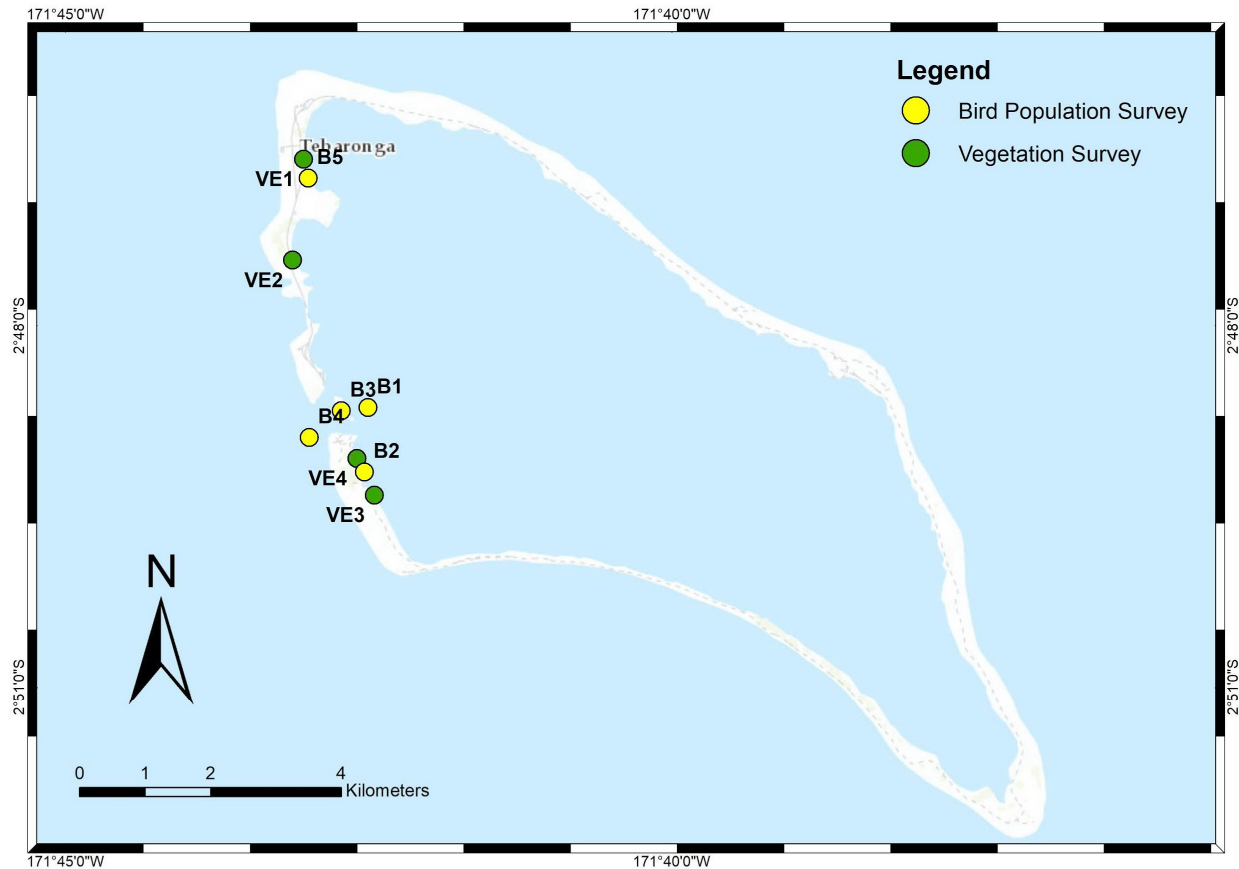 171°45'0"W 171°40'0"W
Legend
Bird Population Survey
Vegetation Survey
Tebaronga
B5
VE1
VE2
2°48'0"S 2°48'0"S
B3 B1
B4
B2
VE4
VE3
N
2°51'0"S 2°51'0"S
0 1 2 4
Kilometers
171°45'0"W 171°40'0"W